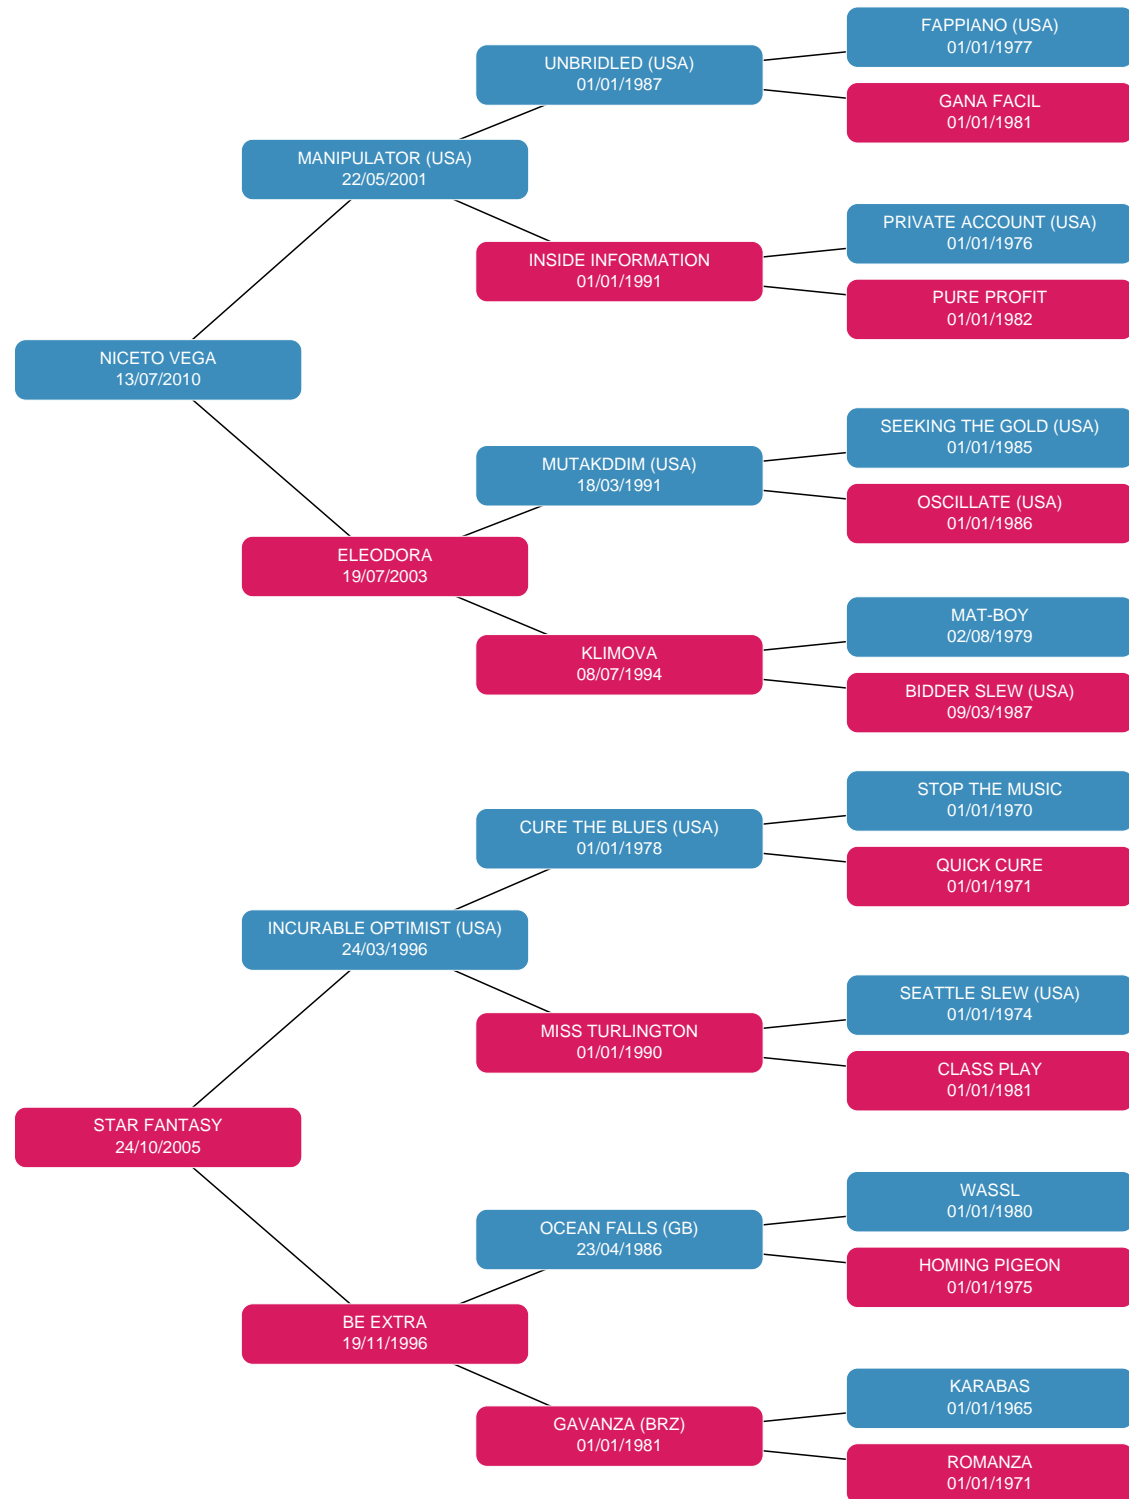 FAPPIANO (USA)
01/01/1977
UNBRIDLED (USA)
01/01/1987
GANA FACIL
01/01/1981
MANIPULATOR (USA)
22/05/2001
PRIVATE ACCOUNT (USA)
01/01/1976
INSIDE INFORMATION
01/01/1991
PURE PROFIT
01/01/1982
NICETO VEGA
13/07/2010
SEEKING THE GOLD (USA)
01/01/1985
MUTAKDDIM (USA)
18/03/1991
OSCILLATE (USA)
01/01/1986
ELEODORA
19/07/2003
MAT-BOY
02/08/1979
KLIMOVA
08/07/1994
BIDDER SLEW (USA)
09/03/1987
STOP THE MUSIC
01/01/1970
CURE THE BLUES (USA)
01/01/1978
QUICK CURE
01/01/1971
INCURABLE OPTIMIST (USA)
24/03/1996
SEATTLE SLEW (USA)
01/01/1974
MISS TURLINGTON
01/01/1990
CLASS PLAY
01/01/1981
STAR FANTASY
24/10/2005
WASSL
01/01/1980
OCEAN FALLS (GB)
23/04/1986
HOMING PIGEON
01/01/1975
BE EXTRA
19/11/1996
KARABAS
01/01/1965
GAVANZA (BRZ)
01/01/1981
ROMANZA
01/01/1971